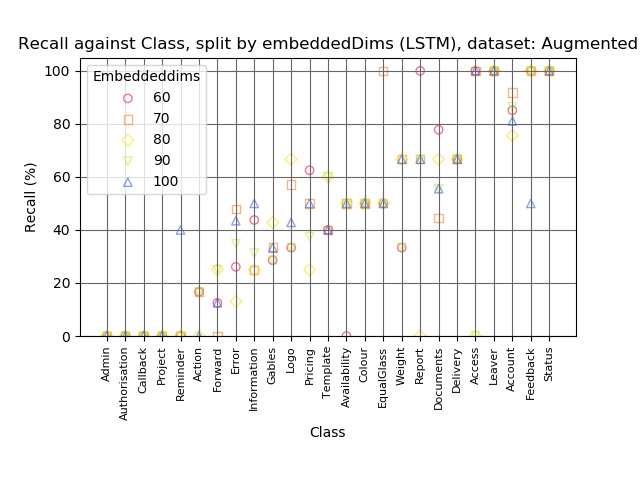 Recall against Class, split by embeddedDims (LSTM), dataset: Augmented
Embeddeddims
60
70
80
90
100
Recall (%)
100
80
60
40
20
0
Admin
Authorisation
Callback
Project
Reminder
Action
Forward
Error
Information
Gables
Logo
Pricing
Template
Availability
Colour
EqualGlass
Weight
Report
Documents
Delivery
Access
Leaver
Account
Feedback
Status
Class